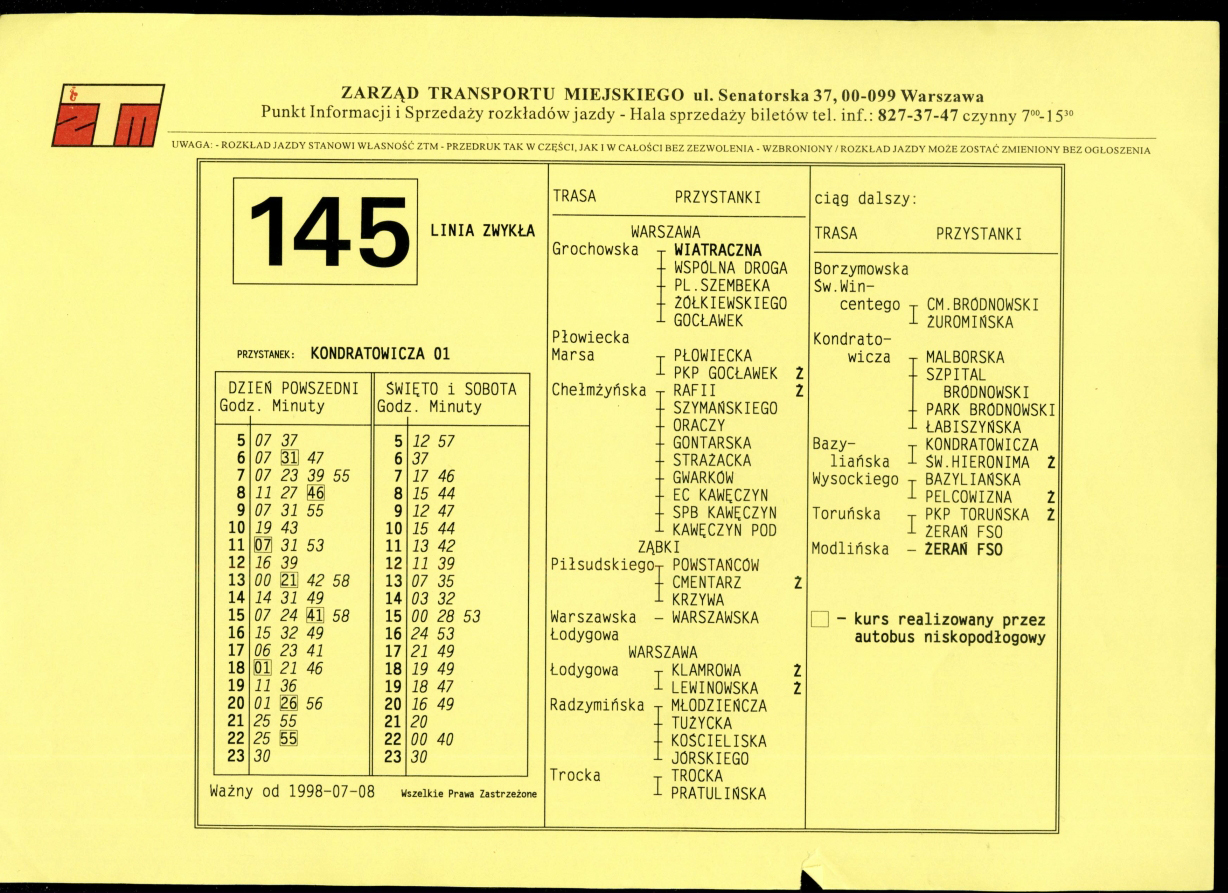 ZTM
ZARZĄD TRANSPORTU MIEJSKIEGO ul. Senatorska 37, 00-099 Warszawa
Punkt Informacji i Sprzedaży rozkładów jazdy - Hala sprzedaży biletów tel. inf.: 827-37-47 czynny 7⁰⁰-15³⁰
UWAGA: - ROZKŁAD JAZDY STANOWI WŁASNOŚĆ ZTM - PRZEDRUK TAK W CZĘŚCI, JAK I W CAŁOŚCI BEZ ZEZWOLENIA - WZBRONIONY / ROZKŁAD JAZDY MOŻE ZOSTAĆ ZMIENIONY BEZ OGŁOSZENIA
145 LINIA ZWYKŁA
PRZYSTANEK: KONDRATOWICZA 01
DZIEŃ POWSZEDNI
Godz. Minuty
5 07 37
6 07 31 47
7 07 23 39 55
8 11 27 46
9 07 31 55
10 19 43
11 07 31 53
12 16 39
13 00 21 42 58
14 14 31 49
15 07 24 41 58
16 15 32 49
17 06 23 41
18 01 21 46
19 11 36
20 01 26 56
21 25 55
22 25 55
23 30
ŚWIĘTO i SOBOTA
Godz. Minuty
5 12 57
6 37
7 17 46
8 15 44
9 12 47
10 15 44
11 13 42
12 11 39
13 07 35
14 03 32
15 00 28 53
16 24 53
17 21 49
18 19 49
19 18 47
20 16 49
21 20
22 00 40
23 30
Ważny od 1998-07-08 Wszelkie Prawa Zastrzeżone
TRASA PRZYSTANKI
WARSZAWA
Grochowska WIATRACZNA
WSPÓLNA DROGA
PL.SZEMBEKA
ŻÓŁKIEWSKIEGO
GOCŁAWEK
Płowiecka
Marsa PŁOWIECKA
PKP GOCŁAWEK Ż
Chełmżyńska RAFII Ż
SZYMAŃSKIEGO
ORACZY
GONTARSKA
STRAŻACKA
GWARKÓW
EC KAWĘCZYN
SPB KAWĘCZYN
KAWĘCZYN POD
ZĄBKI
Piłsudskiego POWSTAŃCÓW
CMENTARZ Ż
KRZYWA
Warszawska – WARSZAWSKA
Łodygowa
WARSZAWA
Łodygowa KLAMROWA Ż
LEWINOWSKA Ż
Radzymińska MŁODZIEŃCZA
TUŻYCKA
KOŚCIELISKA
JÓRSKIEGO
Trocka TROCKA
PRATULIŃSKA
ciąg dalszy:
TRASA PRZYSTANKI
Borzymowska
Św.Win-
centego CM.BRÓDNOWSKI
ŻUROMIŃSKA
Kondrato-
wicza MALBORSKA
SZPITAL
BRÓDNOWSKI
PARK BRÓDNOWSKI
ŁABISZYŃSKA
Bazy- KONDRATOWICZA
liańska ŚW.HIERONIMA Ż
Wysockiego BAZYLIAŃSKA
PELCOWIZNA Ż
Toruńska PKP TORUŃSKA Ż
ŻERAŃ FSO
Modlińska – ŻERAŃ FSO
– kurs realizowany przez
autobus niskopodłogowy